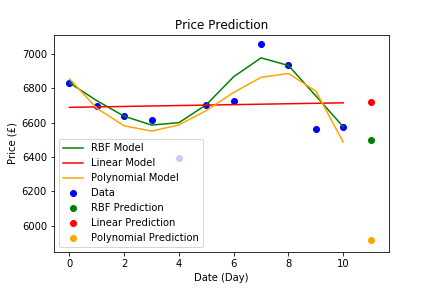 Price Prediction
Price (£)
7000
6800
6600
6400
6200
6000
RBF Model
Linear Model
Polynomial Model
Data
RBF Prediction
Linear Prediction
Polynomial Prediction
0
2
4
6
8
10
Date (Day)